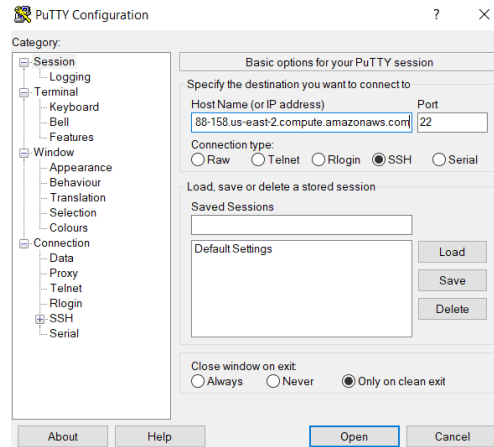 PuTTY Configuration ? ×
Category:
Session
Logging
Terminal
Keyboard
Bell
Features
Window
Appearance
Behaviour
Translation
Selection
Colours
Connection
Data
Proxy
Telnet
Rlogin
SSH
Serial
Basic options for your PuTTY session
Specify the destination you want to connect to
Host Name (or IP address) Port
88-158.us-east-2.compute.amazonaws.com 22
Connection type:
Raw Telnet Rlogin SSH Serial
Load, save or delete a stored session
Saved Sessions
Default Settings
Load
Save
Delete
Close window on exit:
Always Never Only on clean exit
About Help Open Cancel